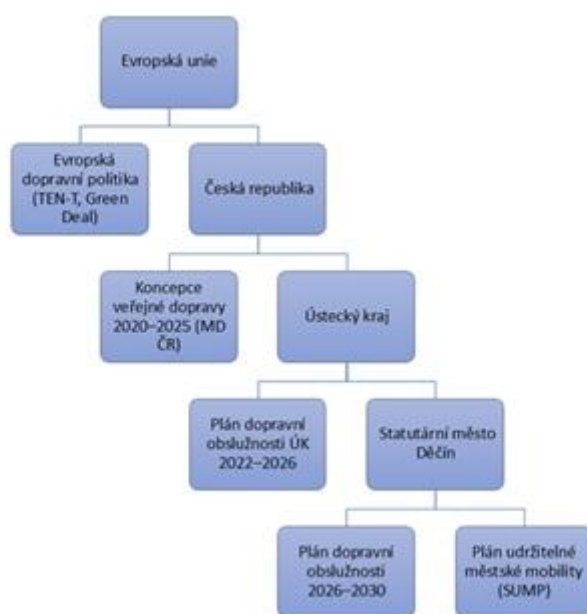 Evropská unie
Evropská
dopravní politika
(TEN-T, Green
Deal)
Česká republika
Koncepce
veřejné dopravy
2020–2025 (MD
ČR)
Ústecký kraj
Plán dopravní
obslužnosti ÚK
2022–2026
Statutární město
Děčín
Plán dopravní
obslužnosti
2026–2030
Plán udržitelné
městské mobility
(SUMP)